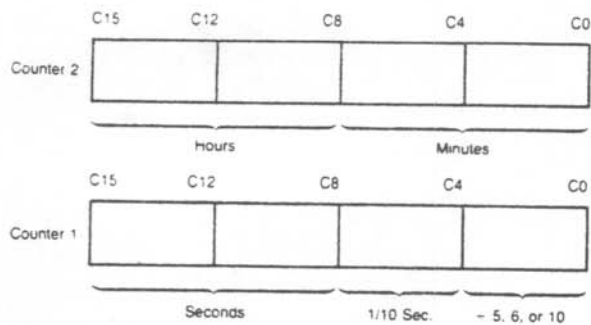 C15 C12 C8 C4 C0
Counter 2
Hours Minutes
C15 C12 C8 C4 C0
Counter 1
Seconds 1/10 Sec. - 5, 6, or 10